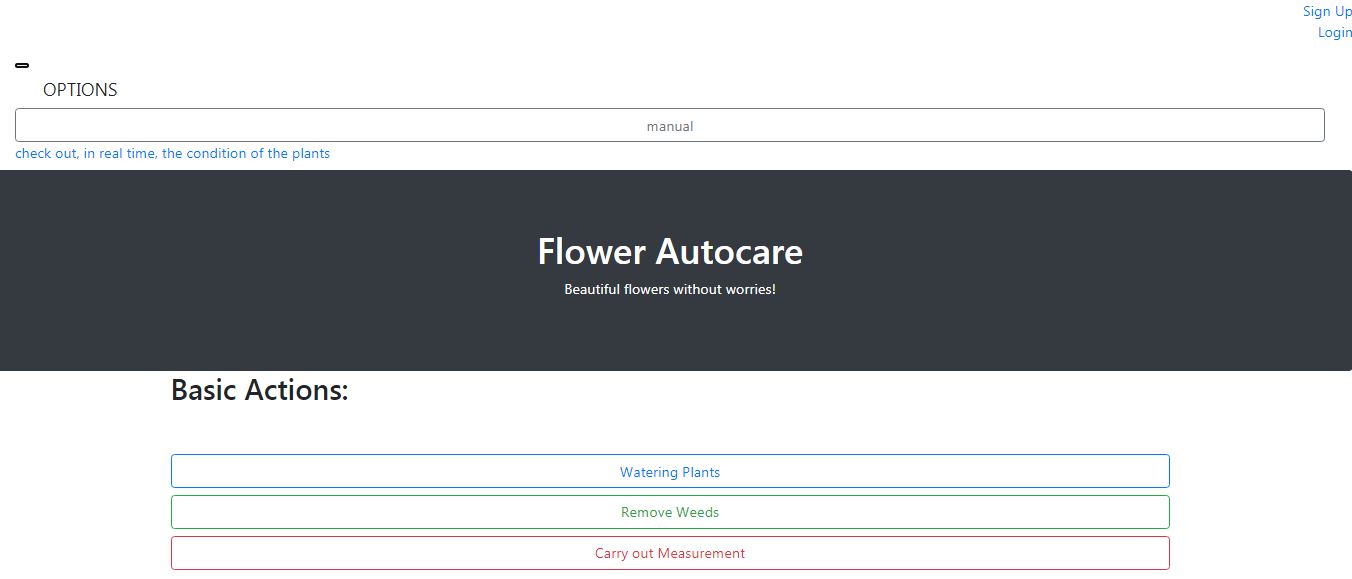 Sign Up
Login
OPTIONS
manual
check out, in real time, the condition of the plants
Flower Autocare
Beautiful flowers without worries!
Basic Actions:
Watering Plants
Remove Weeds
Carry out Measurement